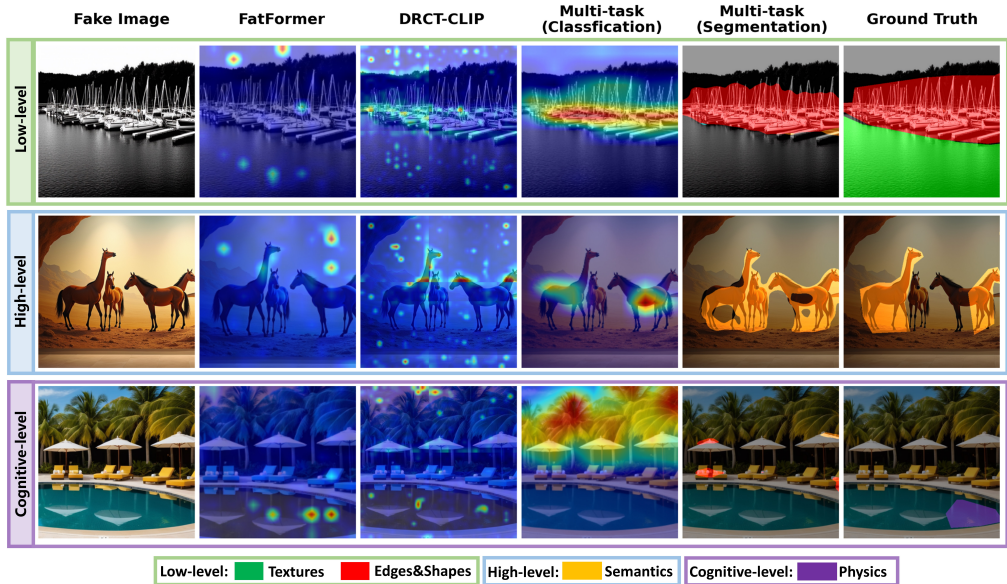 Fake Image
FatFormer
DRCT-CLIP
Multi-task
(Classfication)
Multi-task
(Segmentation)
Ground Truth
Low-level
High-level
Cognitive-level
Low-level: Textures Edges&Shapes High-level: Semantics Cognitive-level: Physics